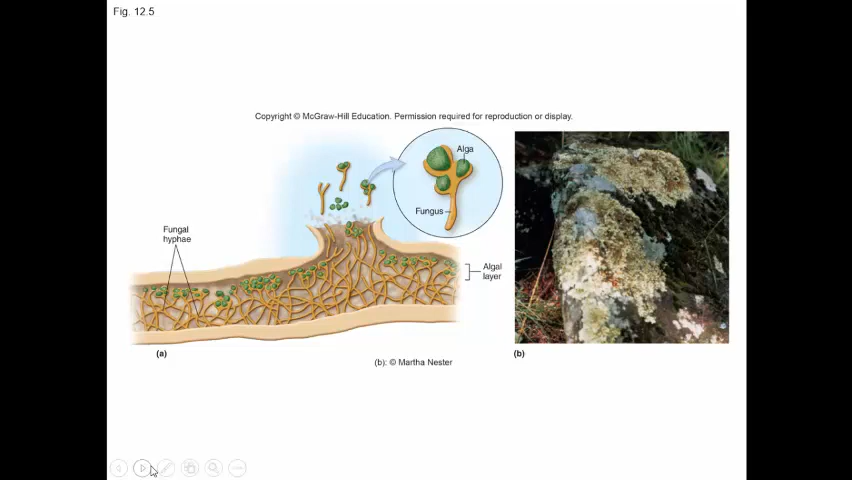 Fig. 12.5
Copyright © McGraw-Hill Education. Permission required for reproduction or display.
Alga
Fungus
Fungal
hyphae
Algal
layer
(a)
(b)
(b): © Martha Nester